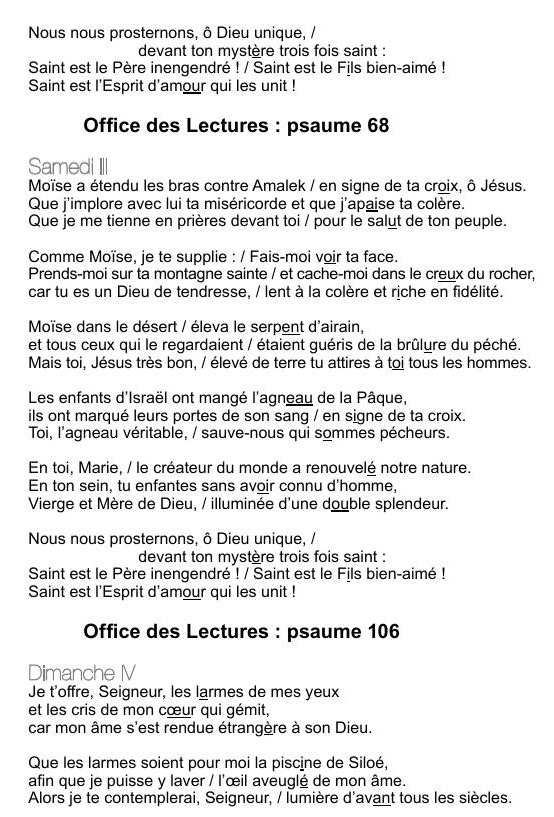 Nous nous prosternons, ô Dieu unique, /
devant ton mystère trois fois saint :
Saint est le Père inengendré ! / Saint est le Fils bien-aimé !
Saint est l’Esprit d’amour qui les unit !
Office des Lectures : psaume 68
Samedi III
Moïse a étendu les bras contre Amalek / en signe de ta croix, ô Jésus.
Que j’implore avec lui ta miséricorde et que j’apaise ta colère.
Que je me tienne en prières devant toi / pour le salut de ton peuple.
Comme Moïse, je te supplie : / Fais-moi voir ta face.
Prends-moi sur ta montagne sainte / et cache-moi dans le creux du rocher,
car tu es un Dieu de tendresse, / lent à la colère et riche en fidélité.
Moïse dans le désert / éleva le serpent d’airain,
et tous ceux qui le regardaient / étaient guéris de la brûlure du péché.
Mais toi, Jésus très bon, / élevé de terre tu attires à toi tous les hommes.
Les enfants d’Israël ont mangé l’agneau de la Pâque,
ils ont marqué leurs portes de son sang / en signe de ta croix.
Toi, l’agneau véritable, / sauve-nous qui sommes pécheurs.
En toi, Marie, / le créateur du monde a renouvelé notre nature.
En ton sein, tu enfantes sans avoir connu d’homme,
Vierge et Mère de Dieu, / illuminée d’une double splendeur.
Nous nous prosternons, ô Dieu unique, /
devant ton mystère trois fois saint :
Saint est le Père inengendré ! / Saint est le Fils bien-aimé !
Saint est l’Esprit d’amour qui les unit !
Office des Lectures : psaume 106
Dimanche IV
Je t’offre, Seigneur, les larmes de mes yeux
et les cris de mon cœur qui gémit,
car mon âme s’est rendue étrangère à son Dieu.
Que les larmes soient pour moi la piscine de Siloé,
afin que je puisse y laver / l’œil aveuglé de mon âme.
Alors je te contemplerai, Seigneur, / lumière d’avant tous les siècles.